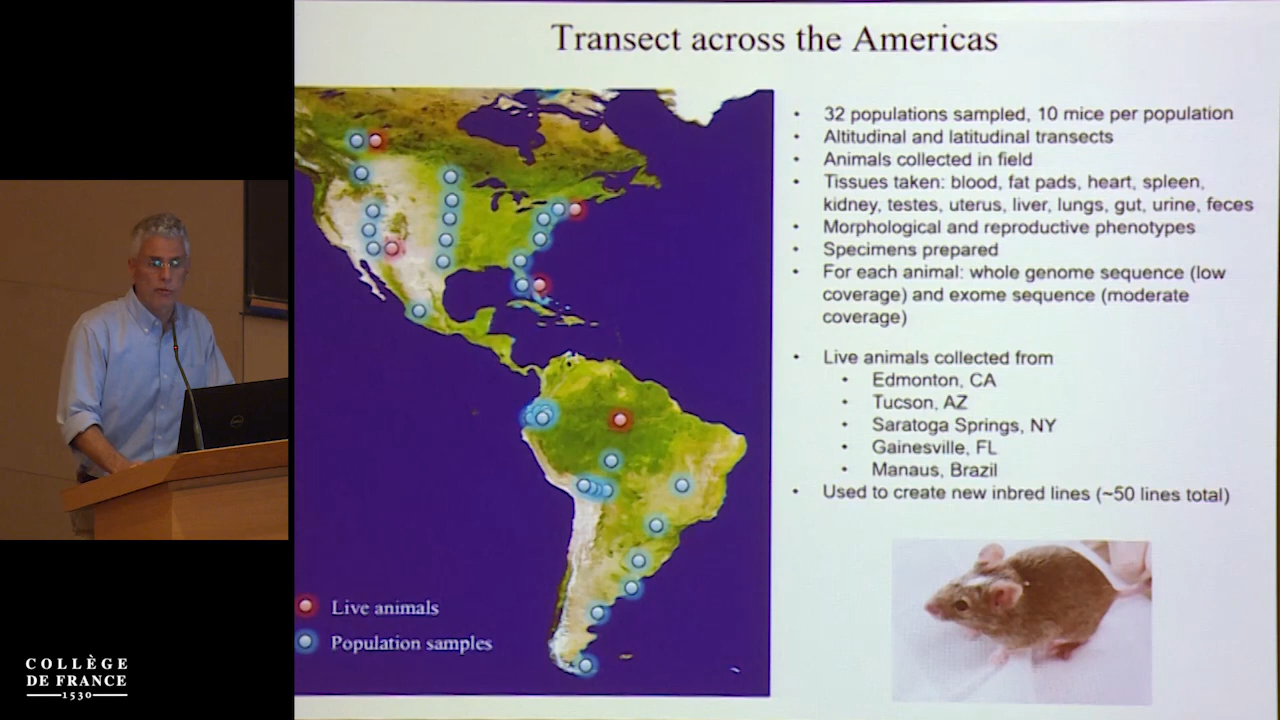 Transect across the Americas
• 32 populations sampled, 10 mice per population
• Altitudinal and latitudinal transects
• Animals collected in field
• Tissues taken: blood, fat pads, heart, spleen,
kidney, testes, uterus, liver, lungs, gut, urine, feces
• Morphological and reproductive phenotypes
• Specimens prepared
• For each animal: whole genome sequence (low
coverage) and exome sequence (moderate
coverage)
• Live animals collected from
• Edmonton, CA
• Tucson, AZ
• Saratoga Springs, NY
• Gainesville, FL
• Manaus, Brazil
• Used to create new inbred lines (~50 lines total)
Live animals
Population samples
COLLÈGE
DE FRANCE
1530